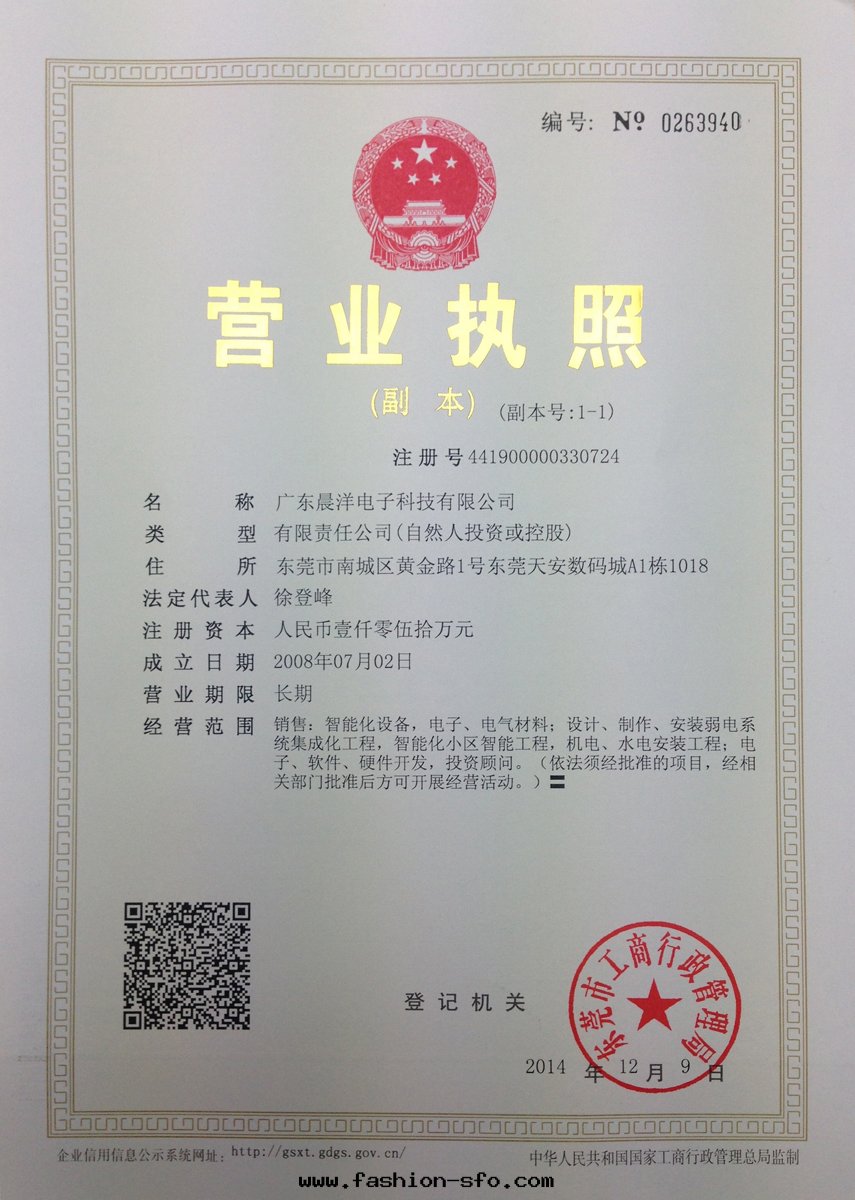 编号: No 0263940
营业执照
(副 本) (副本号:1-1)
注册号441900000330724
名 称 广东晨洋电子科技有限公司
类 型 有限责任公司(自然人投资或控股)
住 所 东莞市南城区黄金路1号东莞天安数码城A1栋1018
法定代表人 徐登峰
注册资本 人民币壹仟零伍拾万元
成立日期 2008年07月02日
营业期限 长期
经营范围 销售: 智能化设备, 电子、电气材料; 设计、制作、安装弱电系
统集成化工程, 智能化小区智能工程, 机电、水电安装工程; 电
子、软件、硬件开发, 投资顾问。(依法须经批准的项目, 经相
关部门批准后方可开展经营活动。)
东莞市工商行政管理局
登记机关
2014 年 12 月 9 日
企业信用信息公示系统网址: http://gsxt.gdgs.gov.cn/ 中华人民共和国国家工商行政管理总局监制
www.fashion-sfo.com